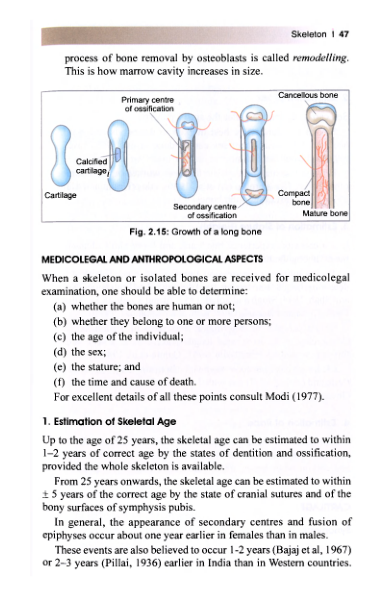 Skeleton | 47
process of bone removal by osteoblasts is called remodelling.
This is how marrow cavity increases in size.
Primary centre
of ossification
Cancellous bone
Calcified
cartilage
Cartilage
Secondary centre
of ossification
Compact
bone
Mature bone
Fig. 2.15: Growth of a long bone
MEDICOLEGAL AND ANTHROPOLOGICAL ASPECTS
When a skeleton or isolated bones are received for medicolegal
examination, one should be able to determine:
(a) whether the bones are human or not;
(b) whether they belong to one or more persons;
(c) the age of the individual;
(d) the sex;
(e) the stature; and
(f) the time and cause of death.
For excellent details of all these points consult Modi (1977).
1. Estimation of Skeletal Age
Up to the age of 25 years, the skeletal age can be estimated to within
1–2 years of correct age by the states of dentition and ossification,
provided the whole skeleton is available.
From 25 years onwards, the skeletal age can be estimated to within
± 5 years of the correct age by the state of cranial sutures and of the
bony surfaces of symphysis pubis.
In general, the appearance of secondary centres and fusion of
epiphyses occur about one year earlier in females than in males.
These events are also believed to occur 1-2 years (Bajaj et al, 1967)
or 2–3 years (Pillai, 1936) earlier in India than in Western countries.